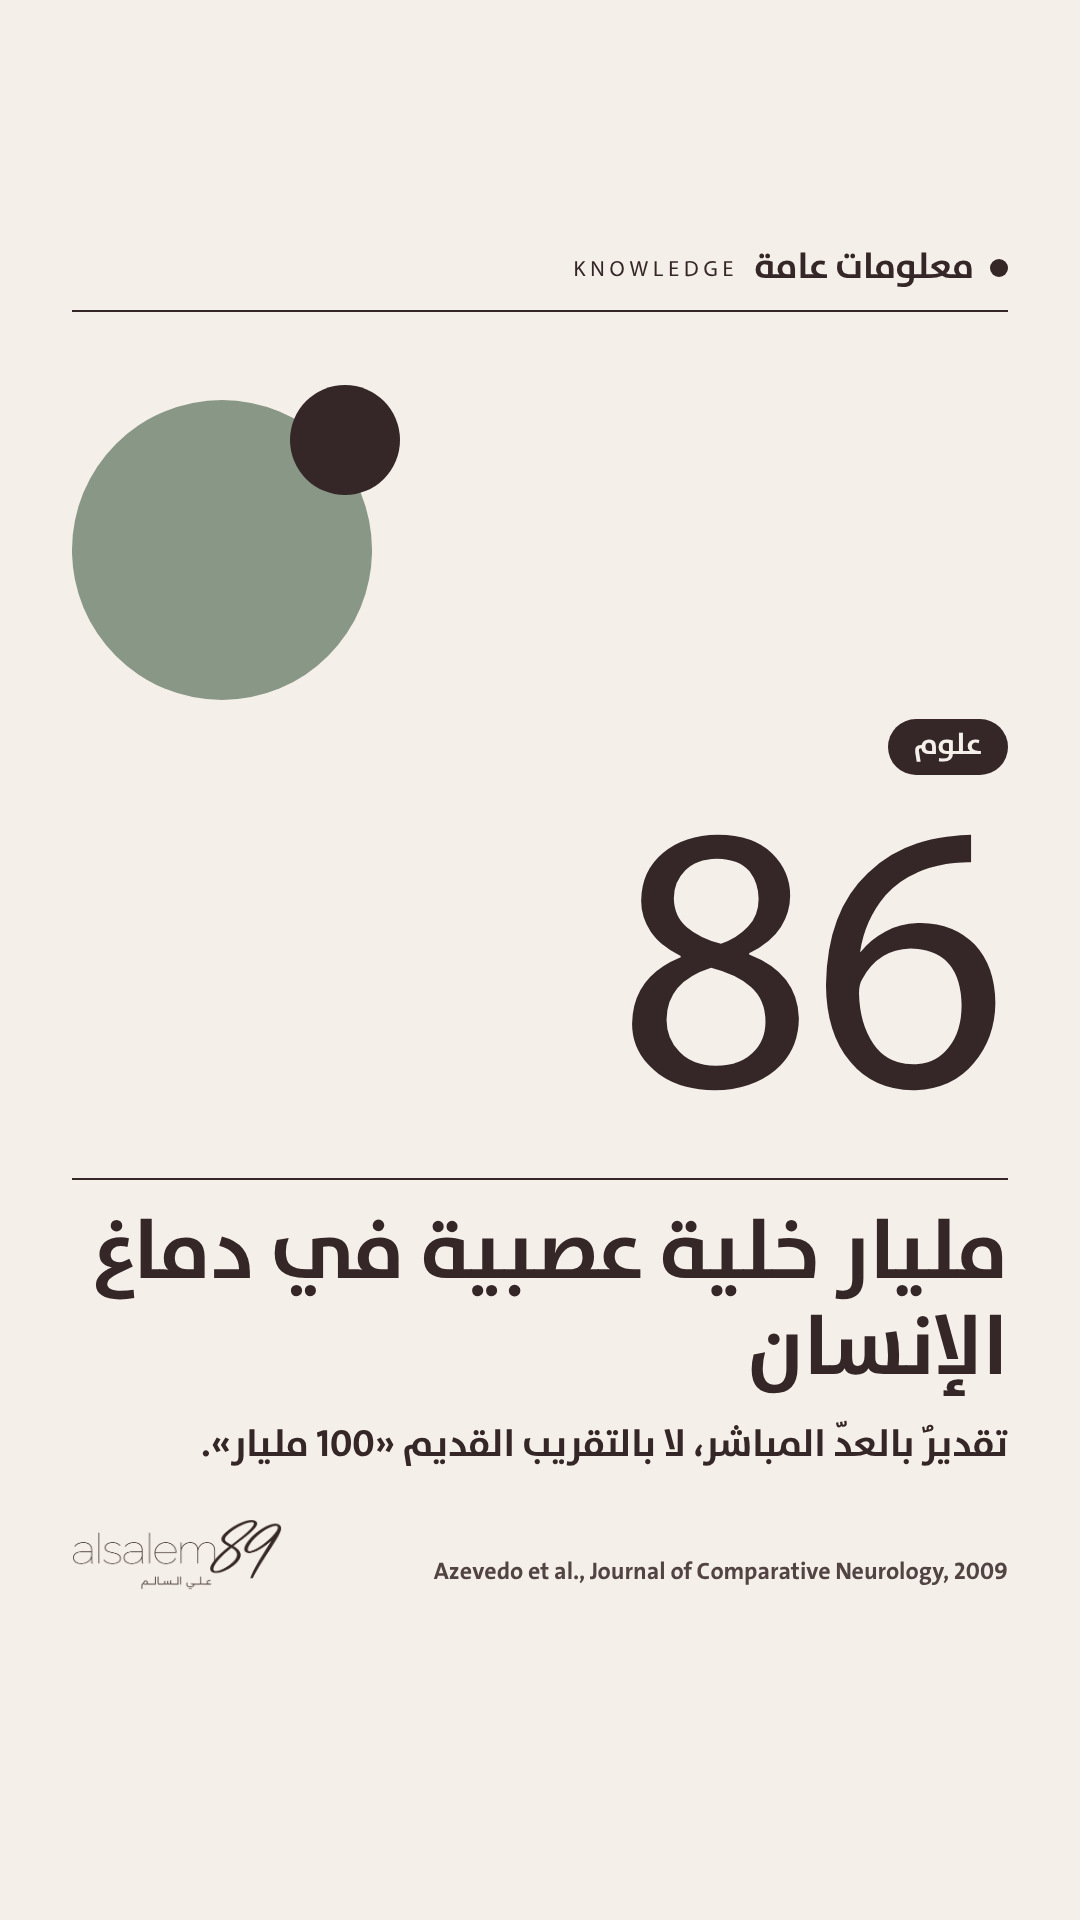 معلومات عامة KNOWLEDGE
علوم
86
مليار خلية عصبية في دماغ
الإنسان
تقديرٌ بالعدّ المباشر، لا بالتقريب القديم «100 مليار».
Azevedo et al., Journal of Comparative Neurology, 2009
alsalem89
علي السالم